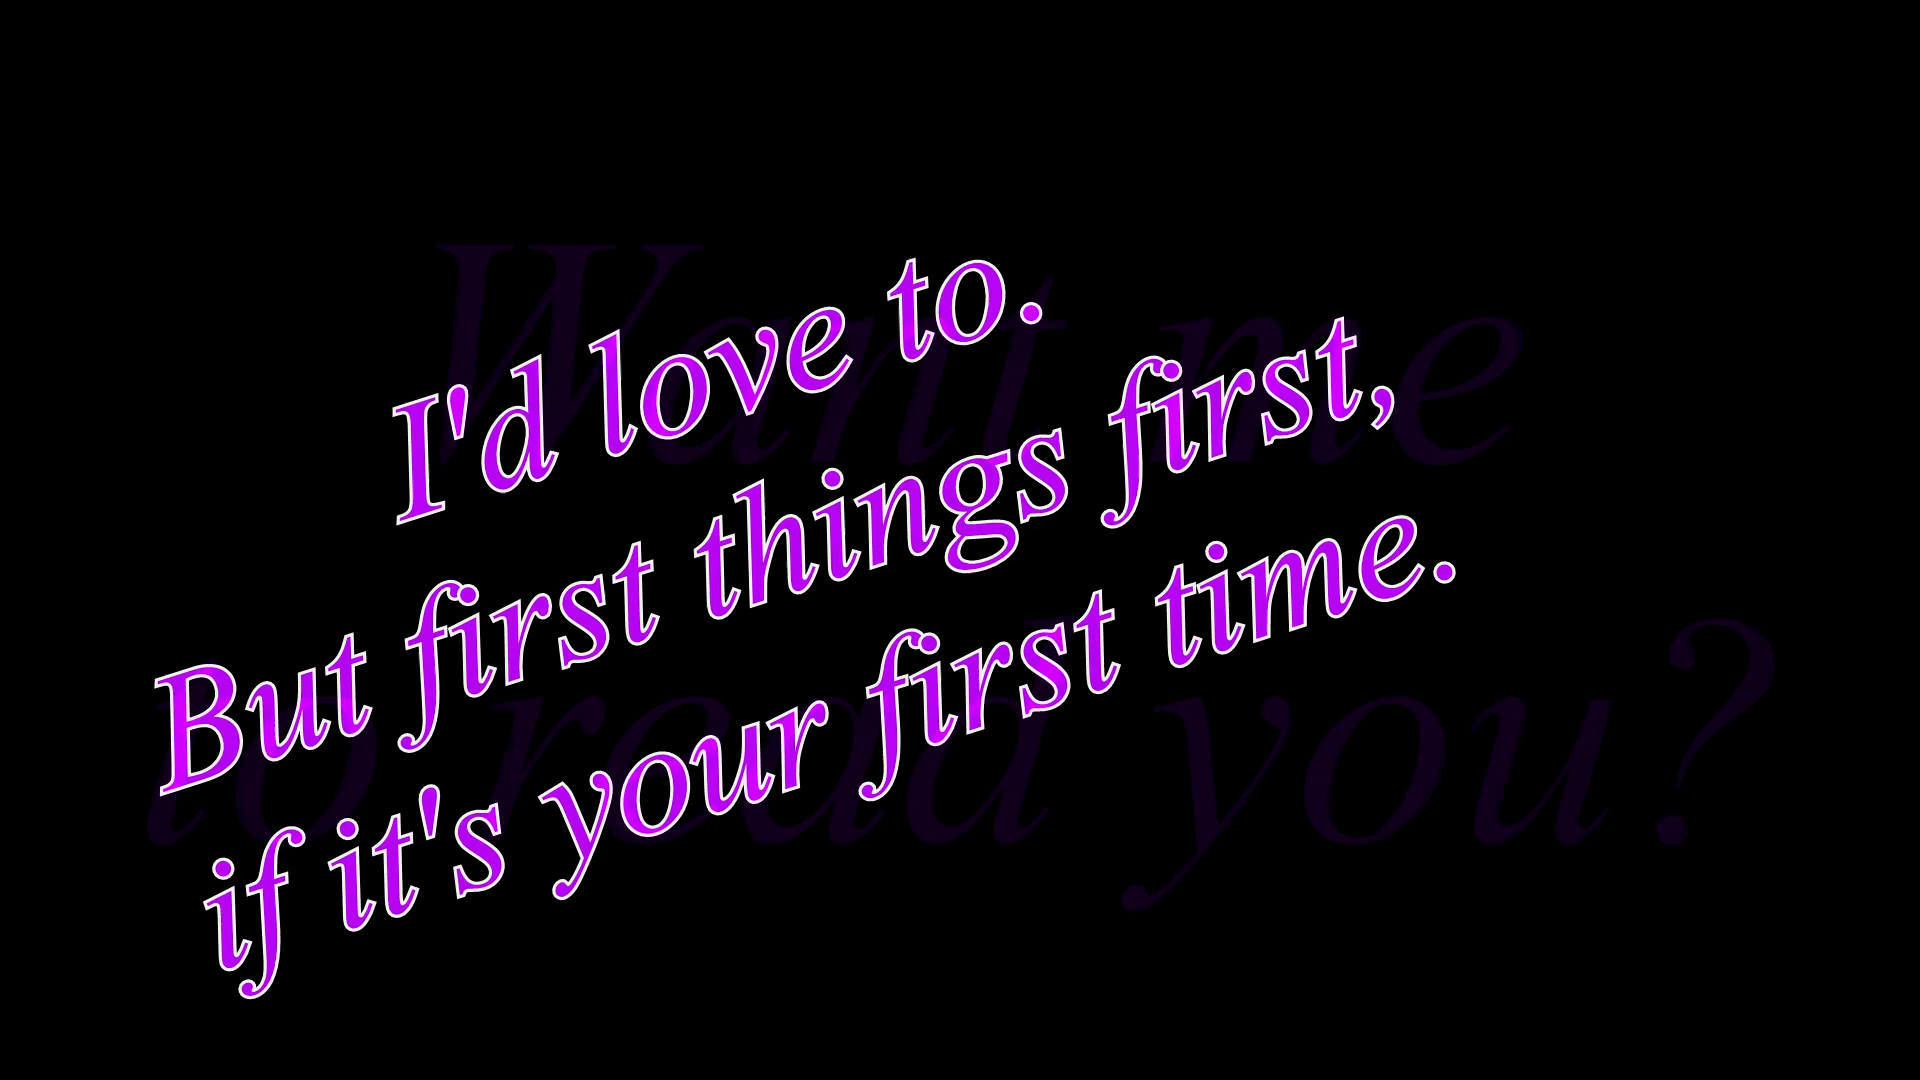 Want me
to read you?
I'd love to.
But first things first,
if it's your first time.